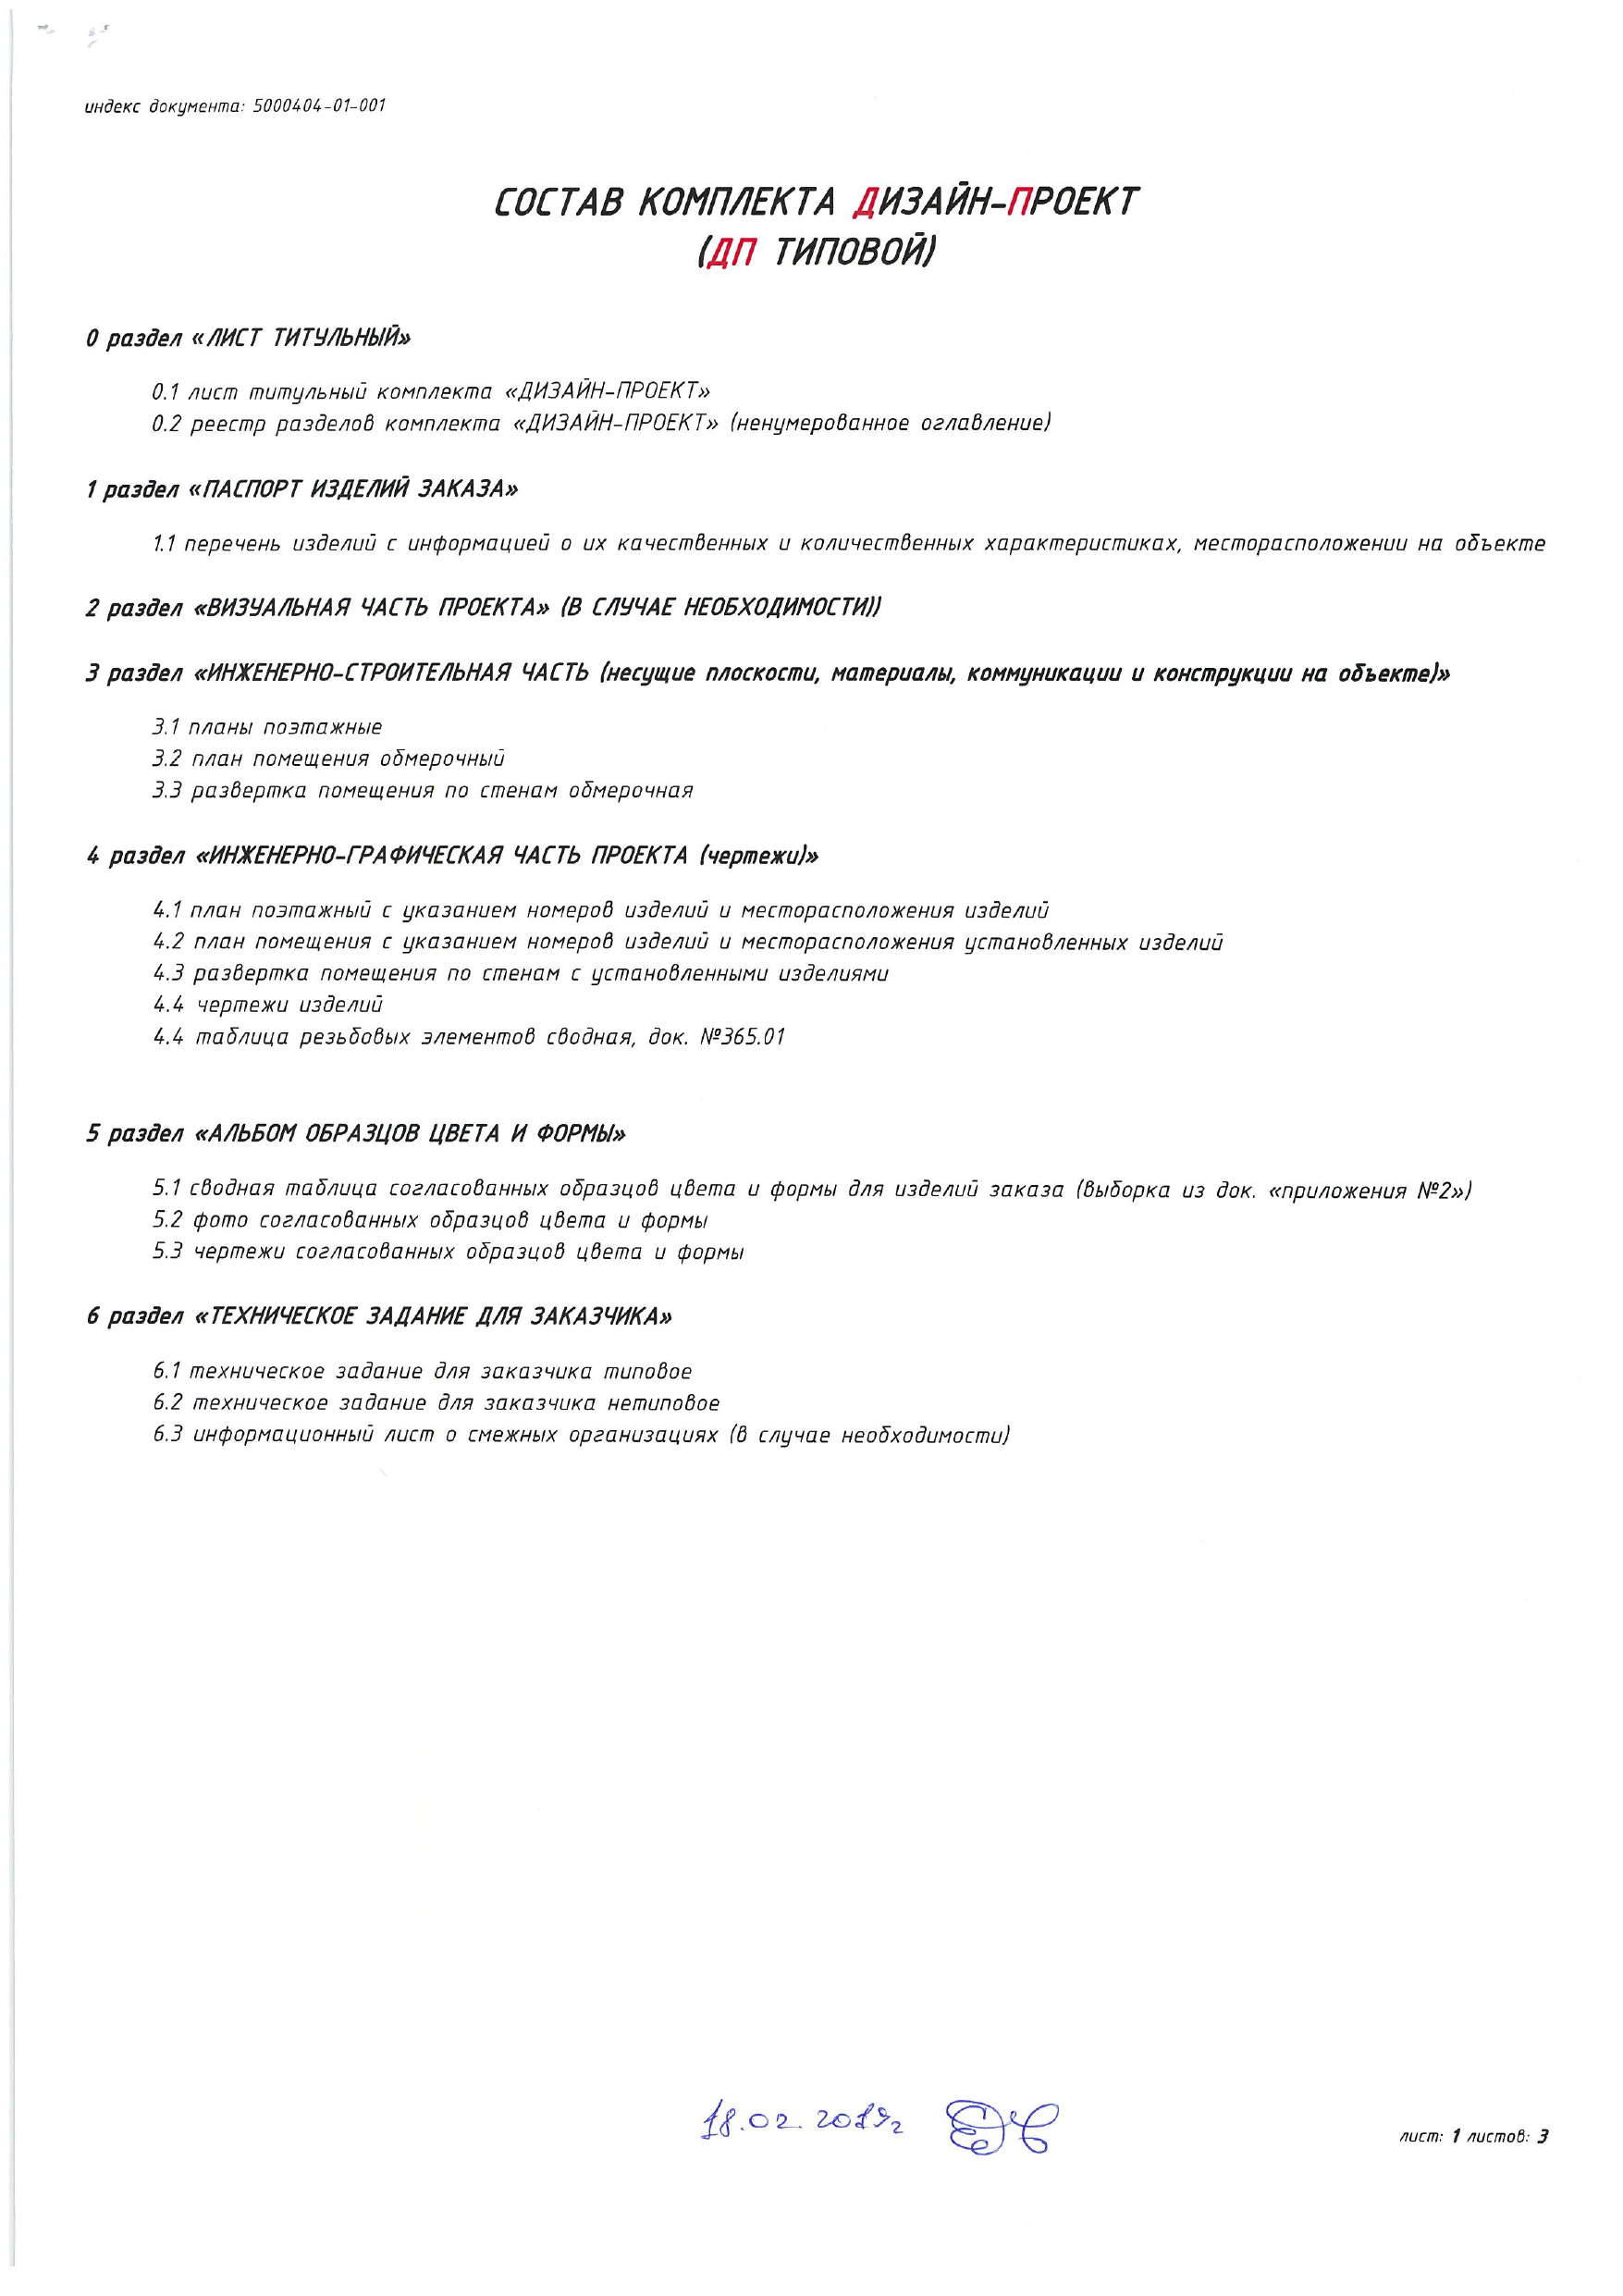 индекс документа: 5000404-01-001
СОСТАВ КОМПЛЕКТА ДИЗАЙН-ПРОЕКТ
(ДП ТИПОВОЙ)
0 раздел «ЛИСТ ТИТУЛЬНЫЙ»
0.1 лист титульный комплекта «ДИЗАЙН-ПРОЕКТ»
0.2 реестр разделов комплекта «ДИЗАЙН-ПРОЕКТ» (ненумерованное оглавление)
1 раздел «ПАСПОРТ ИЗДЕЛИЙ ЗАКАЗА»
1.1 перечень изделий с информацией о их качественных и количественных характеристиках, месторасположении на объекте
2 раздел «ВИЗУАЛЬНАЯ ЧАСТЬ ПРОЕКТА» (В СЛУЧАЕ НЕОБХОДИМОСТИ))
3 раздел «ИНЖЕНЕРНО-СТРОИТЕЛЬНАЯ ЧАСТЬ (несущие плоскости, материалы, коммуникации и конструкции на объекте)»
3.1 планы поэтажные
3.2 план помещения обмерочный
3.3 развертка помещения по стенам обмерочная
4 раздел «ИНЖЕНЕРНО-ГРАФИЧЕСКАЯ ЧАСТЬ ПРОЕКТА (чертежи)»
4.1 план поэтажный с указанием номеров изделий и месторасположения изделий
4.2 план помещения с указанием номеров изделий и месторасположения установленных изделий
4.3 развертка помещения по стенам с установленными изделиями
4.4 чертежи изделий
4.4 таблица резьбовых элементов сводная, док. №365.01
5 раздел «АЛЬБОМ ОБРАЗЦОВ ЦВЕТА И ФОРМЫ»
5.1 сводная таблица согласованных образцов цвета и формы для изделий заказа (выборка из док. «приложения №2»)
5.2 фото согласованных образцов цвета и формы
5.3 чертежи согласованных образцов цвета и формы
6 раздел «ТЕХНИЧЕСКОЕ ЗАДАНИЕ ДЛЯ ЗАКАЗЧИКА»
6.1 техническое задание для заказчика типовое
6.2 техническое задание для заказчика нетиповое
6.3 информационный лист о смежных организациях (в случае необходимости)
18.02.2019г
лист: 1 листов: 3